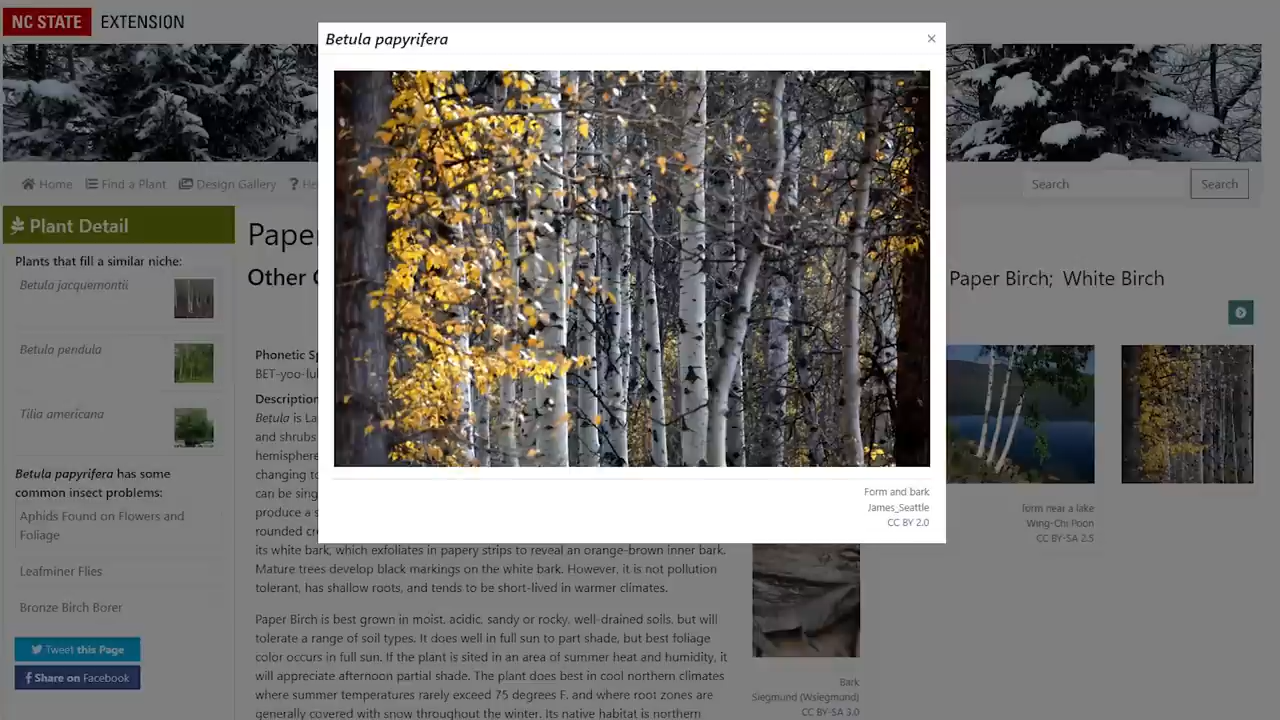 NC STATE EXTENSION
Betula papyrifera
×
Home Find a Plant Design Gallery ? He
Search Search
Plant Detail
Plants that fill a similar niche:
Betula jacquemontii
Betula pendula
Tilia americana
Betula papyrifera has some
common insect problems:
Aphids Found on Flowers and
Foliage
Leafminer Flies
Bronze Birch Borer
Tweet this Page
Share on Facebook
Pape
Other C Paper Birch; White Birch
Phonetic Sp
BET-yoo-lu
Description
Betula is La
and shrubs
hemisphere
changing to
can be sing
produce a s
rounded cr
its white bark, which exfoliates in papery strips to reveal an orange-brown inner bark.
Mature trees develop black markings on the white bark. However, it is not pollution
tolerant, has shallow roots, and tends to be short-lived in warmer climates.
Paper Birch is best grown in moist, acidic, sandy or rocky, well-drained soils, but will
tolerate a range of soil types. It does well in full sun to part shade, but best foliage
color occurs in full sun. If the plant is sited in an area of summer heat and humidity, it
will appreciate afternoon partial shade. The plant does best in cool northern climates
where summer temperatures rarely exceed 75 degrees F. and where root zones are
generally covered with snow throughout the winter. Its native habitat is northern
Form and bark
James_Seattle
CC BY 2.0
form near a lake
Wing-Chi Poon
CC BY-SA 2.5
Bark
Siegmund (Wsiegmund)
CC BY-SA 3.0